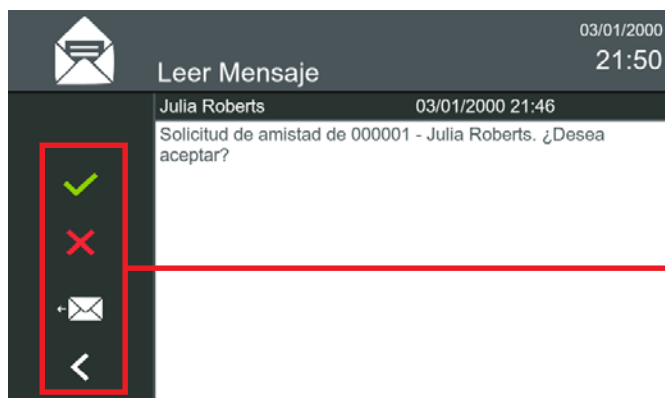 03/01/2000
21:50
Leer Mensaje
Julia Roberts 03/01/2000 21:46
Solicitud de amistad de 000001 - Julia Roberts. ¿Desea
aceptar?